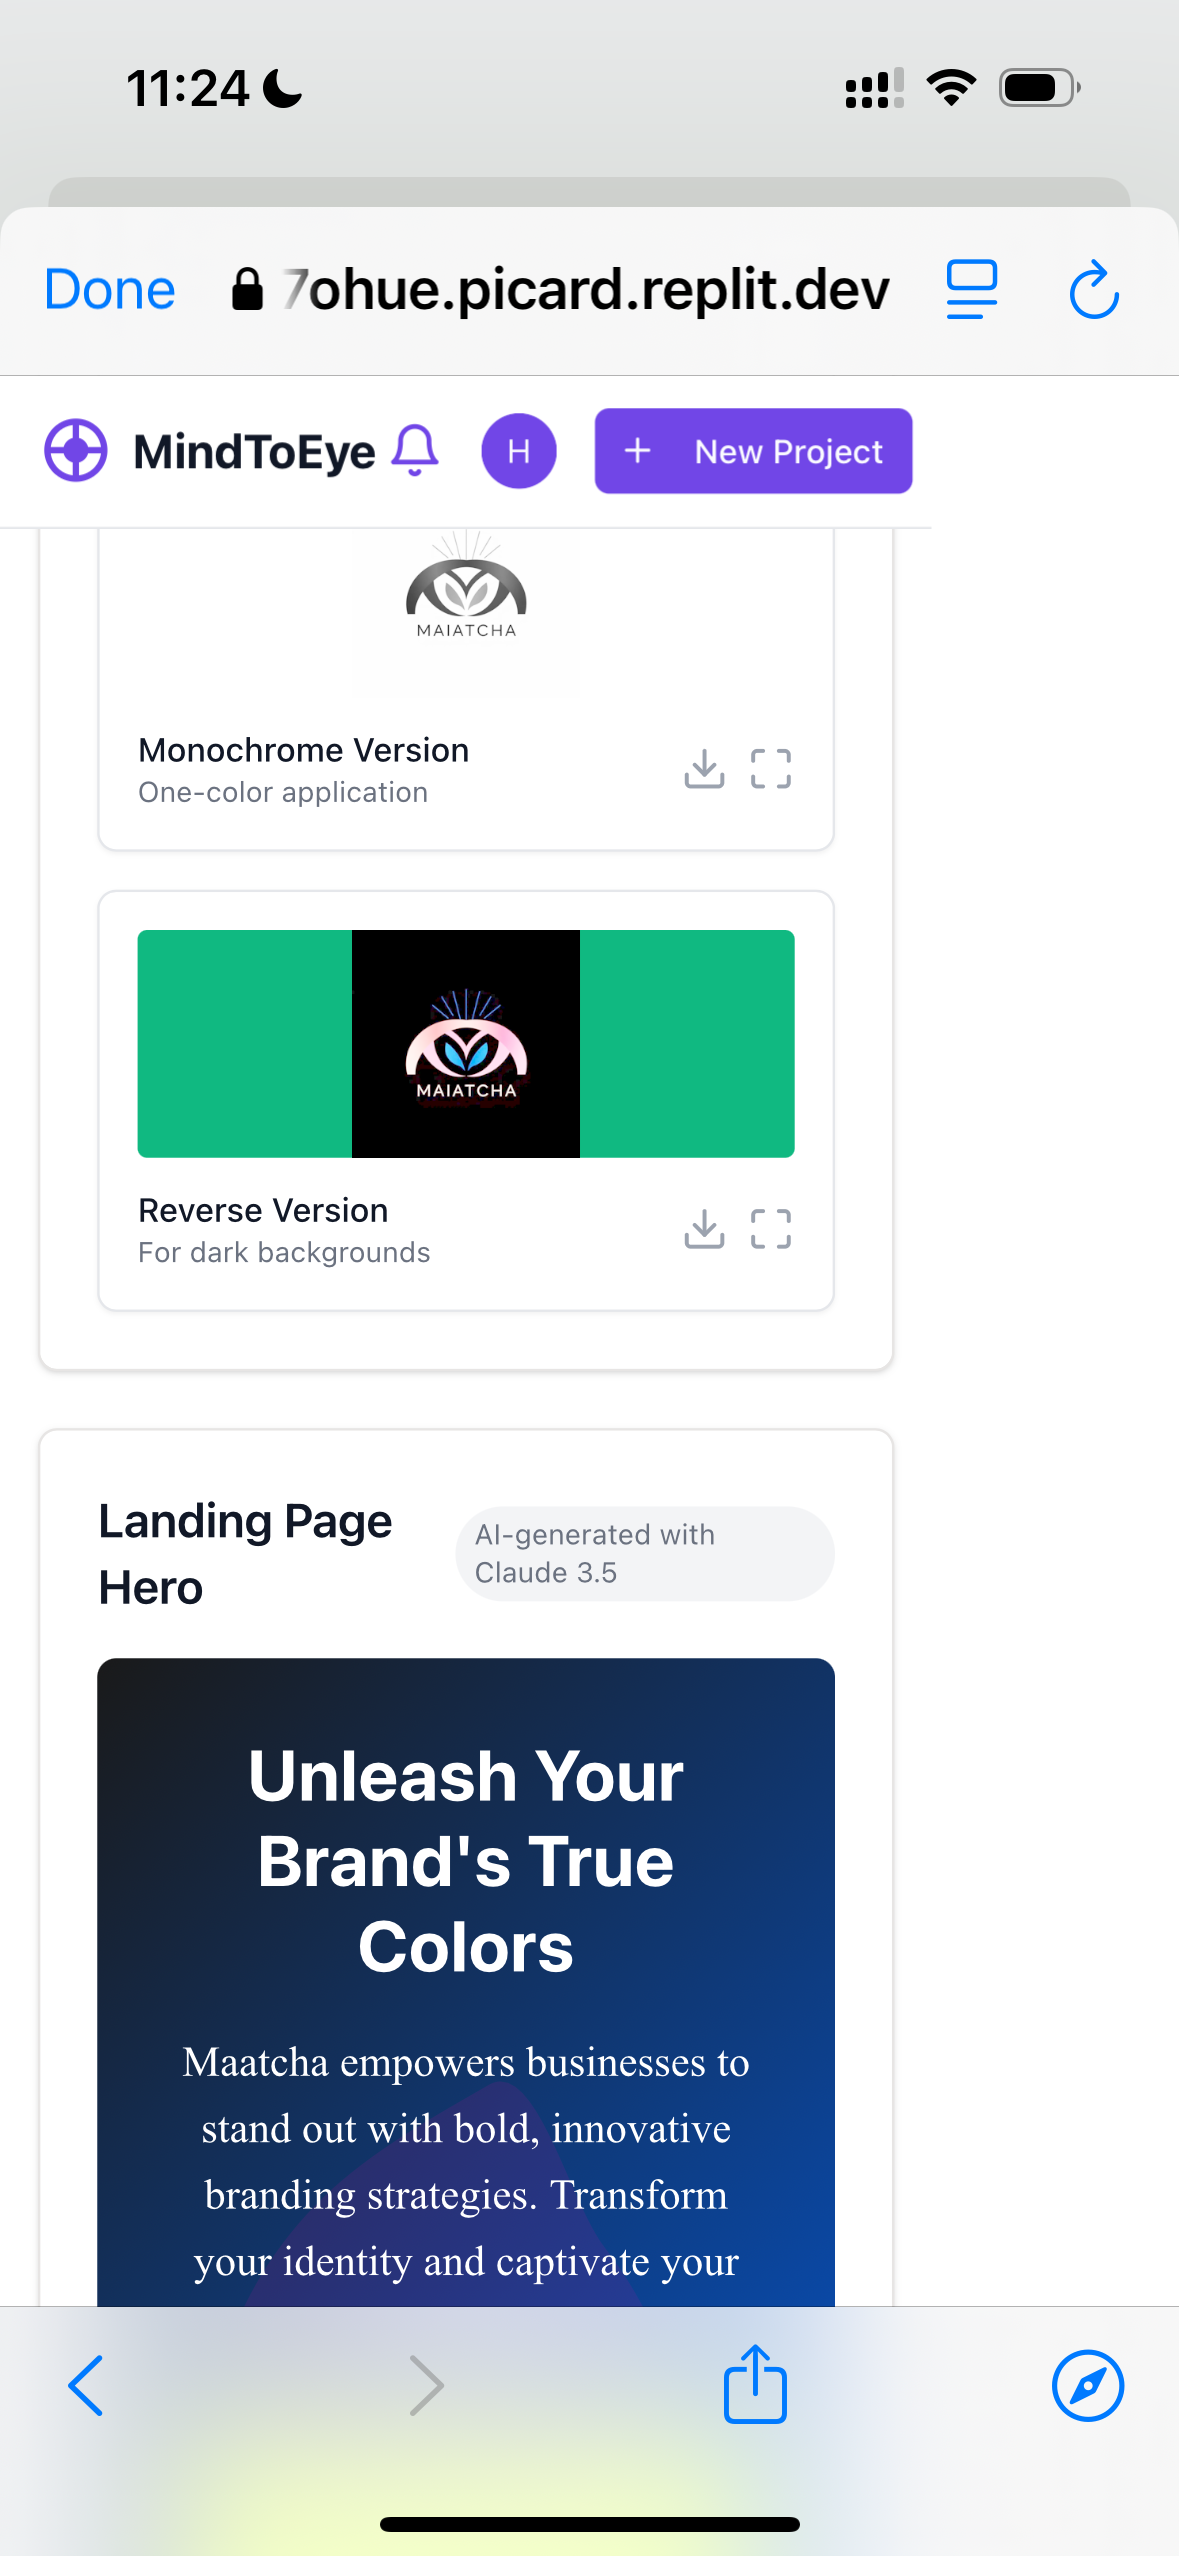 11:24
Done
7ohue.picard.replit.dev
MindToEye
H
+ New Project
MAIATCHA
Monochrome Version
One-color application
MAIATCHA
Reverse Version
For dark backgrounds
Landing Page
Hero
AI-generated with
Claude 3.5
Unleash Your
Brand's True
Colors
Maatcha empowers businesses to
stand out with bold, innovative
branding strategies. Transform
your identity and captivate your